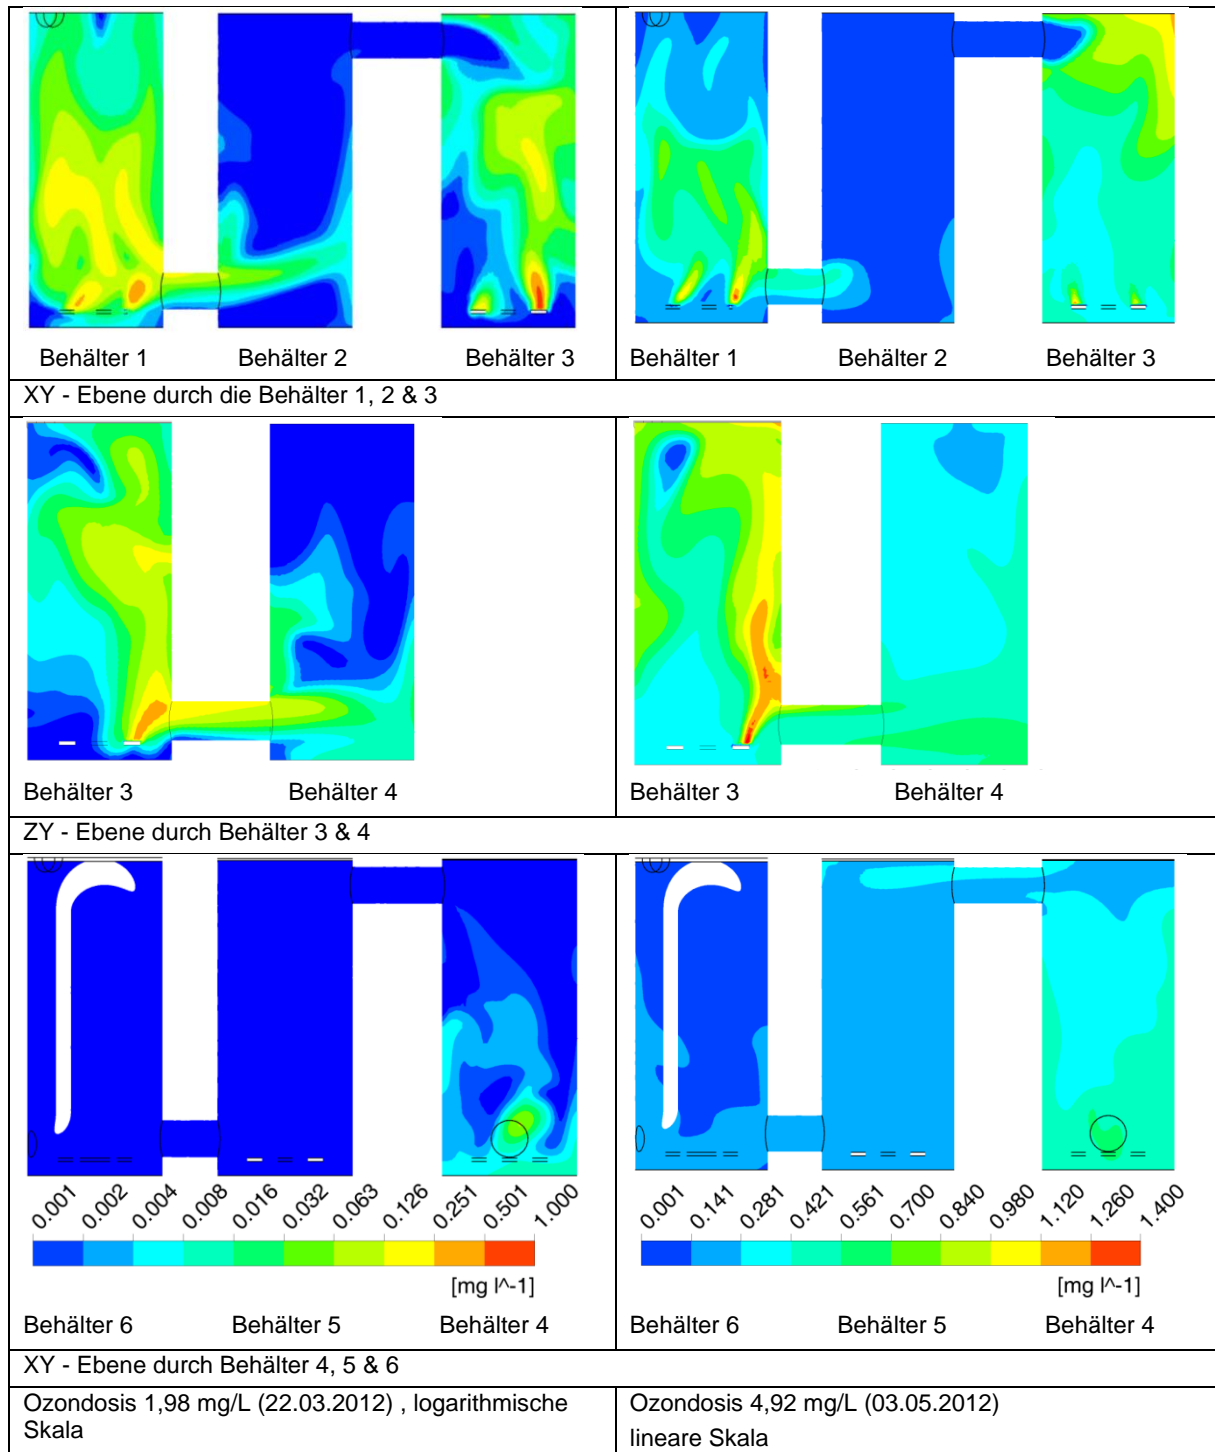 Behälter 1 Behälter 2 Behälter 3
Behälter 1 Behälter 2 Behälter 3
XY - Ebene durch die Behälter 1, 2 & 3
Behälter 3 Behälter 4
Behälter 3 Behälter 4
ZY - Ebene durch Behälter 3 & 4
0.001 0.002 0.004 0.008 0.016 0.032 0.063 0.126 0.251 0.501 1.000
[mg l^-1]
Behälter 6 Behälter 5 Behälter 4
0.001 0.141 0.281 0.421 0.561 0.700 0.840 0.980 1.120 1.260 1.400
[mg l^-1]
Behälter 6 Behälter 5 Behälter 4
XY - Ebene durch Behälter 4, 5 & 6
Ozondosis 1,98 mg/L (22.03.2012) , logarithmische
Skala
Ozondosis 4,92 mg/L (03.05.2012)
lineare Skala